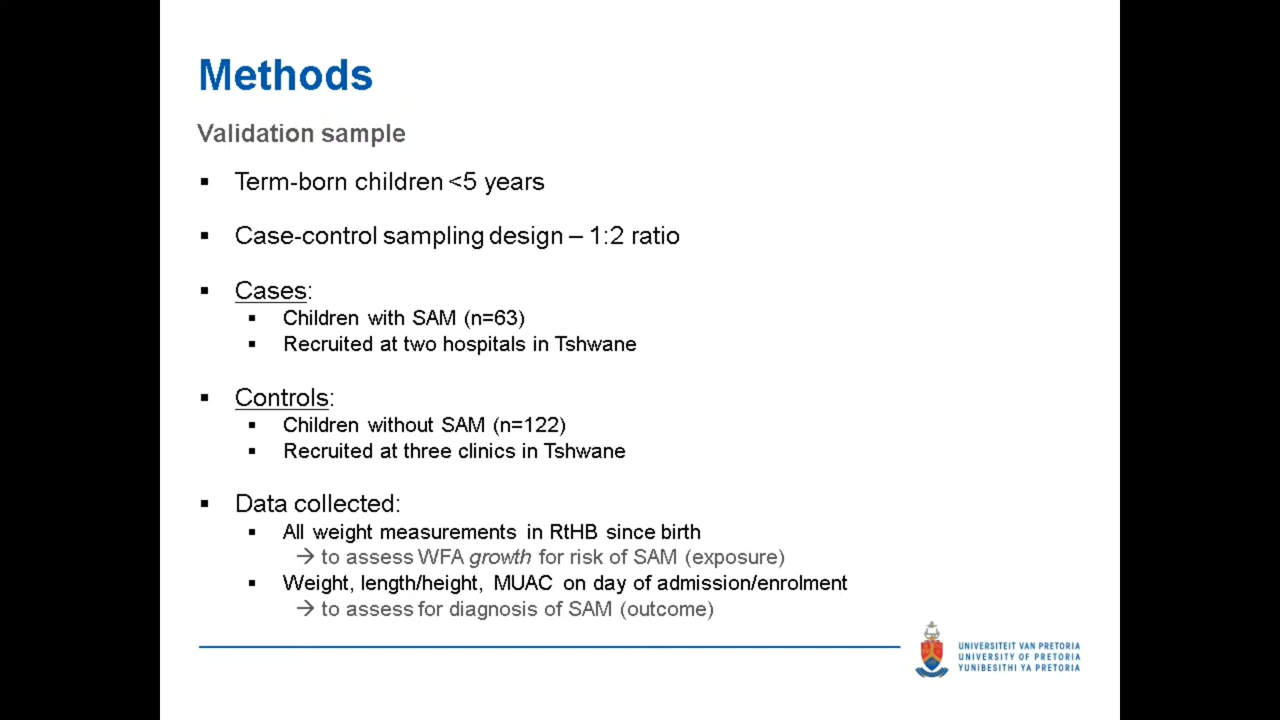 Methods
Validation sample
▪ Term-born children <5 years
▪ Case-control sampling design – 1:2 ratio
▪ Cases:
▪ Children with SAM (n=63)
▪ Recruited at two hospitals in Tshwane
▪ Controls:
▪ Children without SAM (n=122)
▪ Recruited at three clinics in Tshwane
▪ Data collected:
▪ All weight measurements in RtHB since birth
→ to assess WFA growth for risk of SAM (exposure)
▪ Weight, length/height, MUAC on day of admission/enrolment
→ to assess for diagnosis of SAM (outcome)
UNIVERSITEIT VAN PRETORIA
UNIVERSITY OF PRETORIA
YUNIBESITHI YA PRETORIA